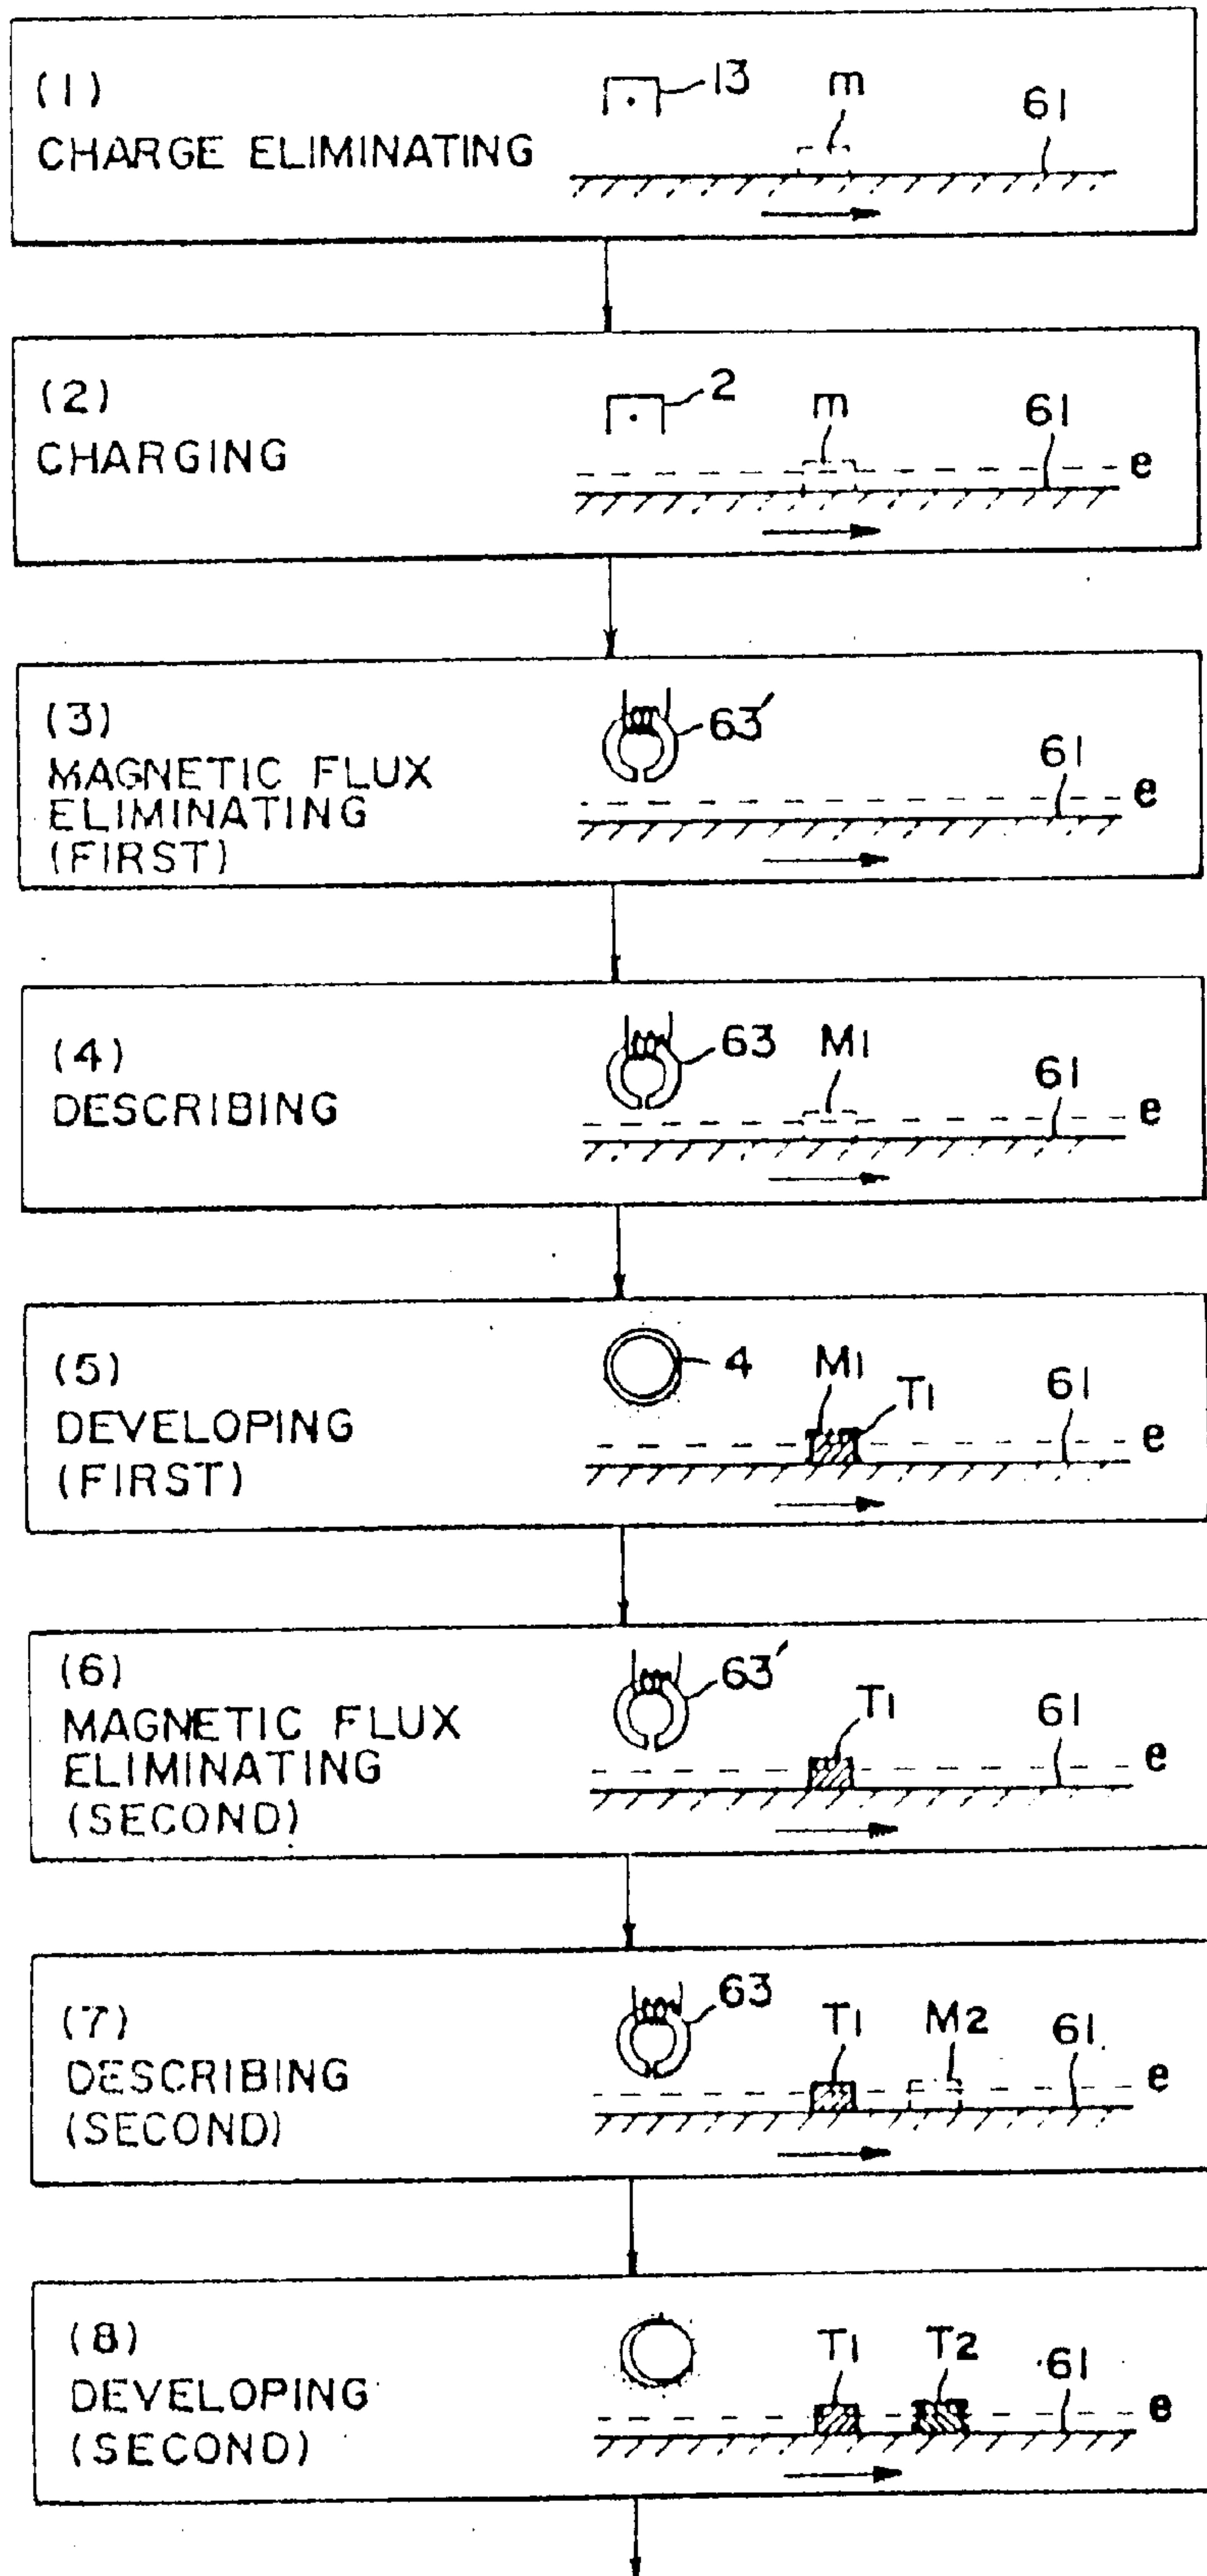 (1)
CHARGE ELIMINATING
13
m
61
(2)
CHARGING
2
m
61
e
(3)
MAGNETIC FLUX
ELIMINATING
(FIRST)
63'
61
e
(4)
DESCRIBING
63
M1
61
e
(5)
DEVELOPING
(FIRST)
4
M1
T1
61
e
(6)
MAGNETIC FLUX
ELIMINATING
(SECOND)
63'
T1
61
e
(7)
DESCRIBING
(SECOND)
63
T1
M2
61
e
(8)
DEVELOPING
(SECOND)
T1
T2
61
e